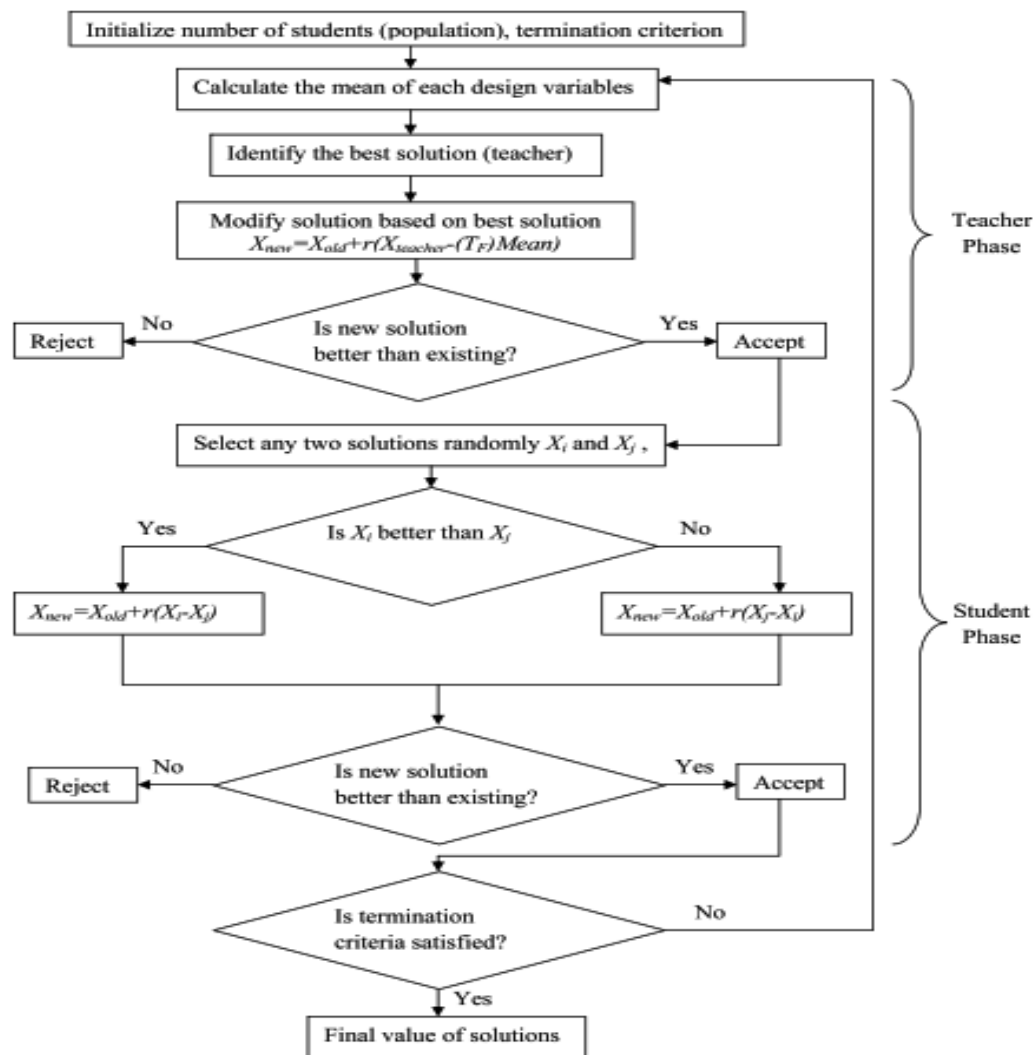 Initialize number of students (population), termination criterion
Calculate the mean of each design variables
Identify the best solution (teacher)
Modify solution based on best solution
Xnew=Xold+r(Xteacher-(TF)Mean)
Teacher
Phase
No
Is new solution
better than existing?
Yes
Reject
Accept
Select any two solutions randomly Xi and Xj ,
Yes
Is Xi better than Xj
No
Xnew=Xold+r(Xi-Xj)
Xnew=Xold+r(Xj-Xi)
Student
Phase
No
Is new solution
better than existing?
Yes
Reject
Accept
Is termination
criteria satisfied?
No
Yes
Final value of solutions